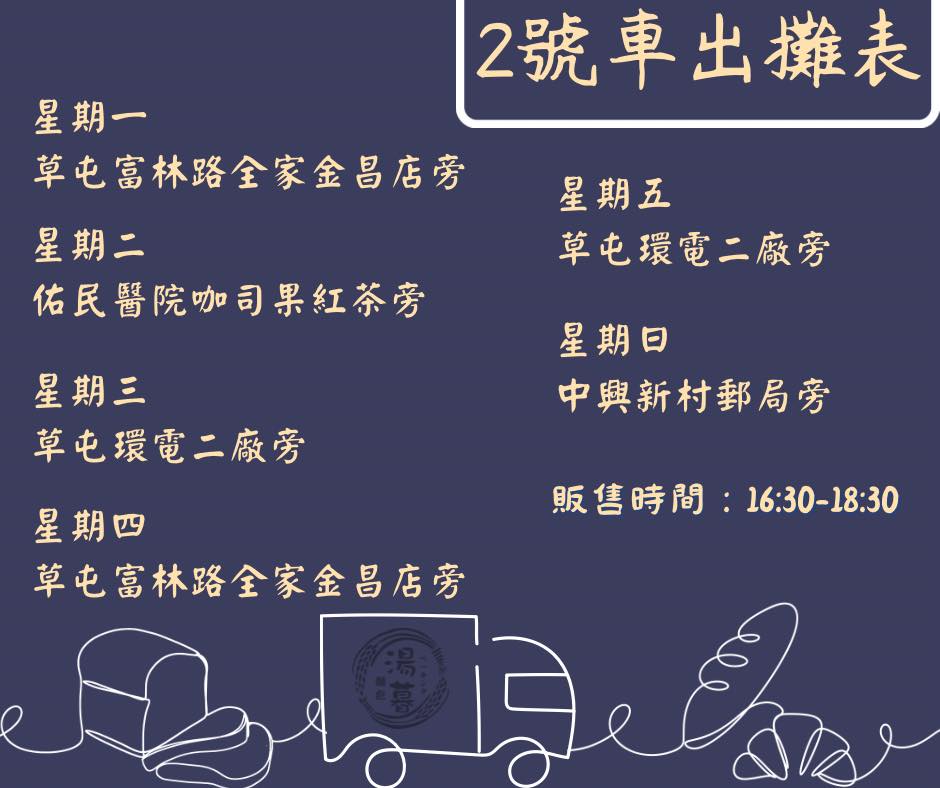 2號車出攤表
星期一
草屯富林路全家金昌店旁
星期二
佑民醫院咖司果紅茶旁
星期三
草屯環電二廠旁
星期四
草屯富林路全家金昌店旁
星期五
草屯環電二廠旁
星期日
中興新村郵局旁
販售時間：16:30-18:30
湯暮